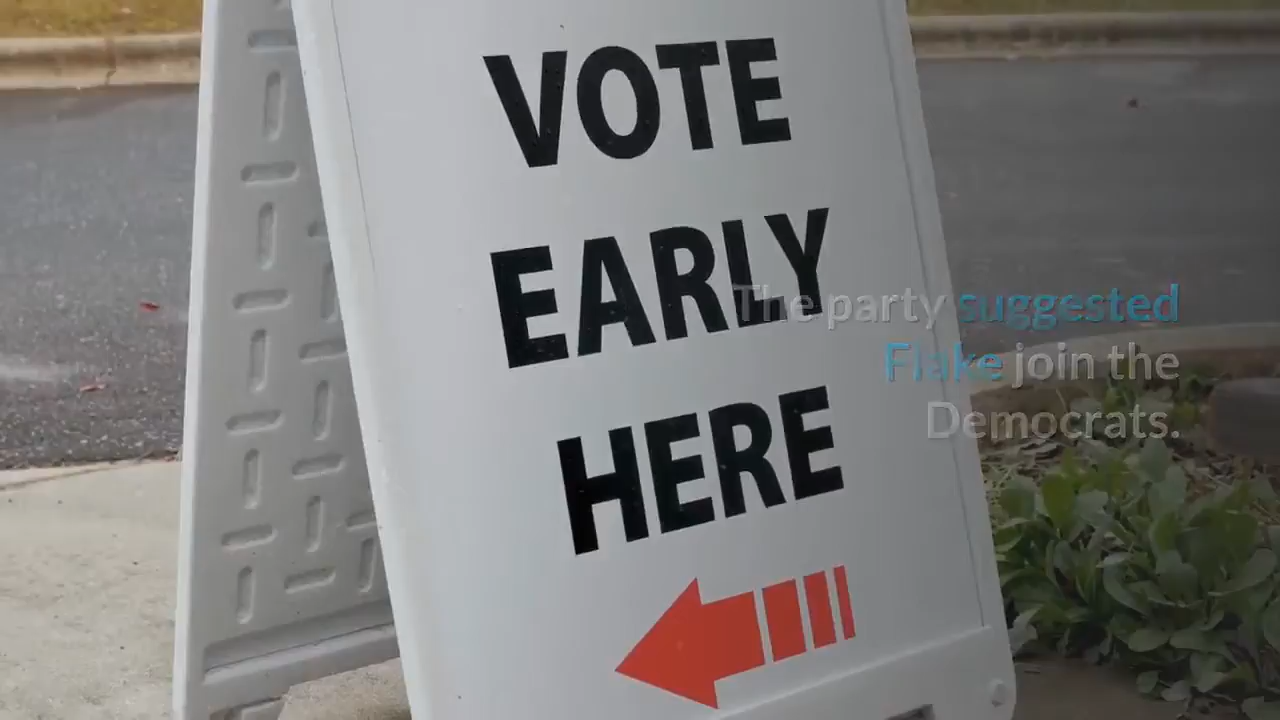 VOTE
EARLY
HERE
The party suggested
Flake join the
Democrats.